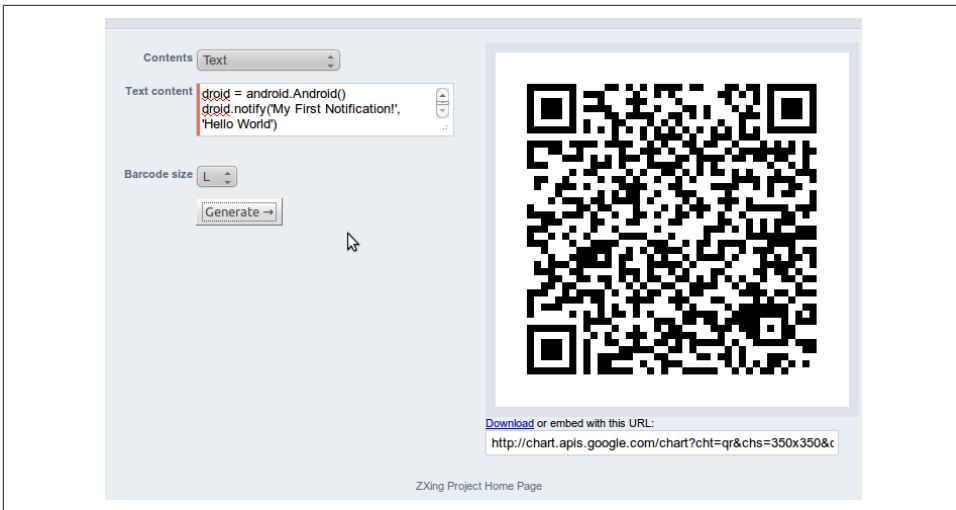 Contents Text
Text content droid = android.Android()
droid.notify('My First Notification!',
'Hello World')
Barcode size L
Generate →
Download or embed with this URL:
http://chart.apis.google.com/chart?cht=qr&chs=350x350&c
ZXing Project Home Page